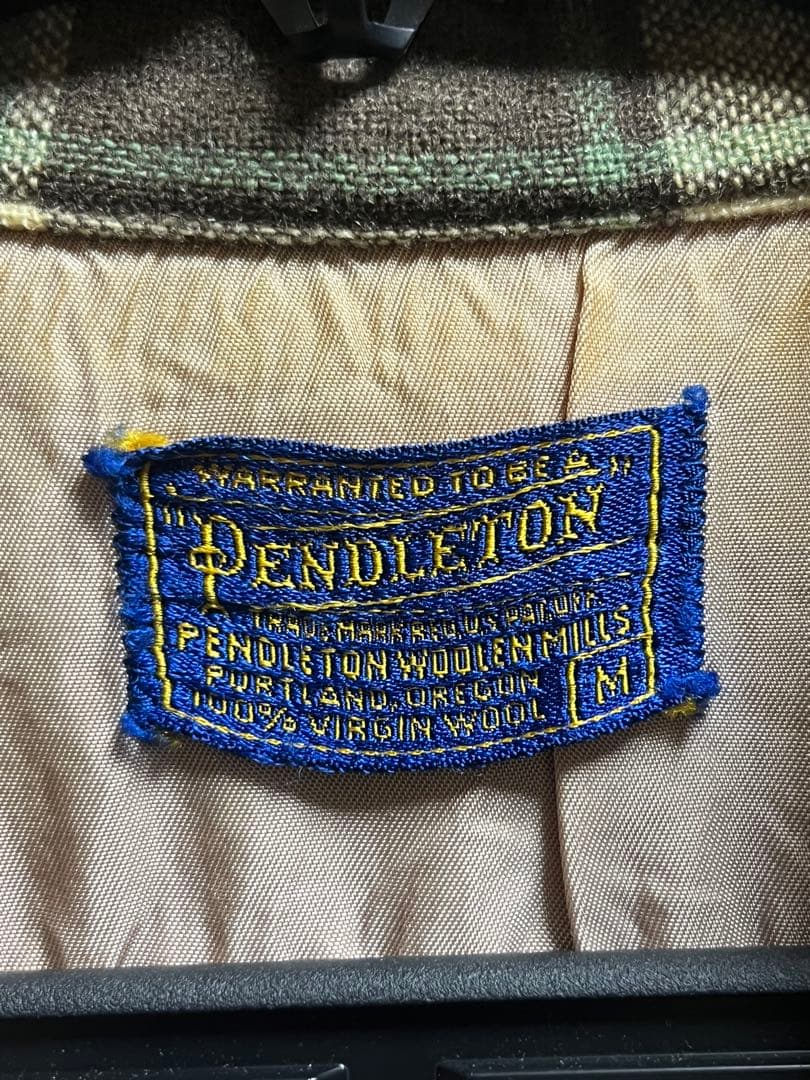 WARRANTED TO BE A
"PENDLETON"
TRADE MARK REG. U.S. PAT. OFF.
PENDLETON WOOLEN MILLS
PORTLAND, OREGON
100% VIRGIN WOOL
M